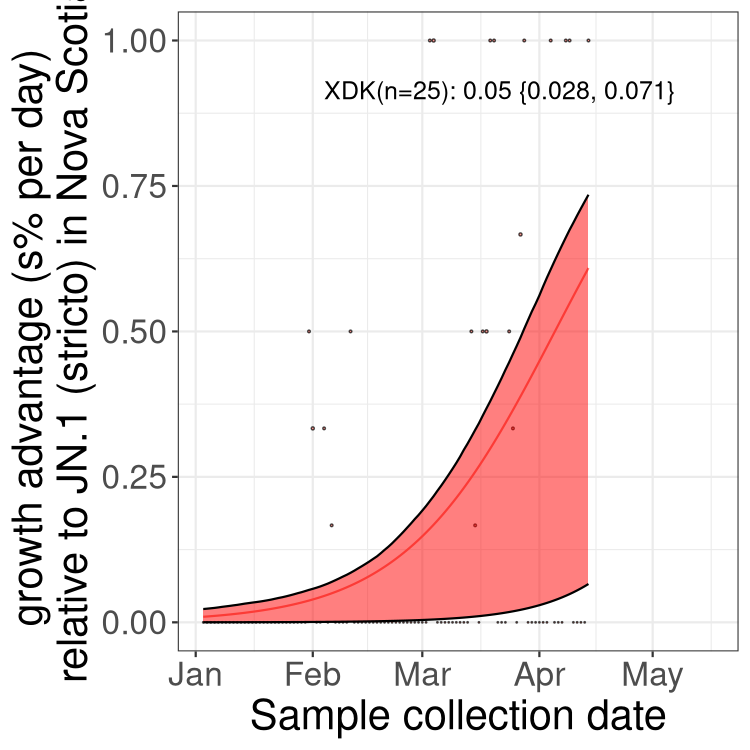 growth advantage (s% per day)
relative to JN.1 (stricto) in Nova Scotia
1.00
0.75
0.50
0.25
0.00
XDK(n=25): 0.05 {0.028, 0.071}
Jan Feb Mar Apr May
Sample collection date